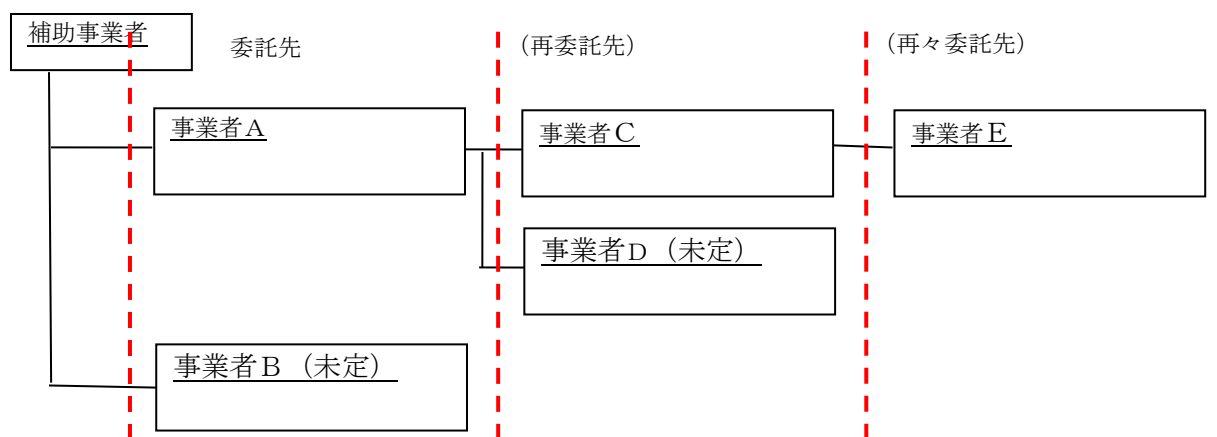 補助事業者
委託先
（再委託先）
（再々委託先）
事業者Ａ
事業者Ｃ
事業者Ｅ
事業者Ｄ（未定）
事業者Ｂ（未定）